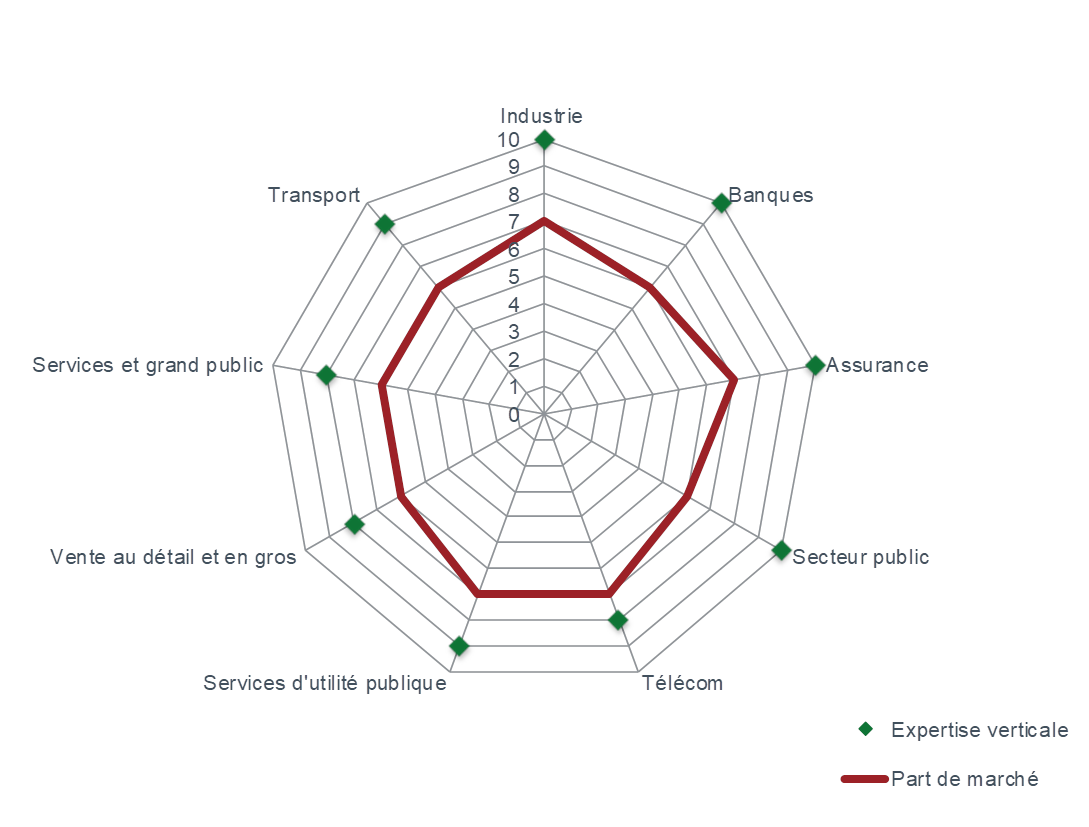 Industrie
10
9
8
7
6
5
4
3
2
1
0
Banques
Assurance
Secteur public
Télécom
Services d'utilité publique
Vente au détail et en gros
Services et grand public
Transport
Expertise verticale
Part de marché